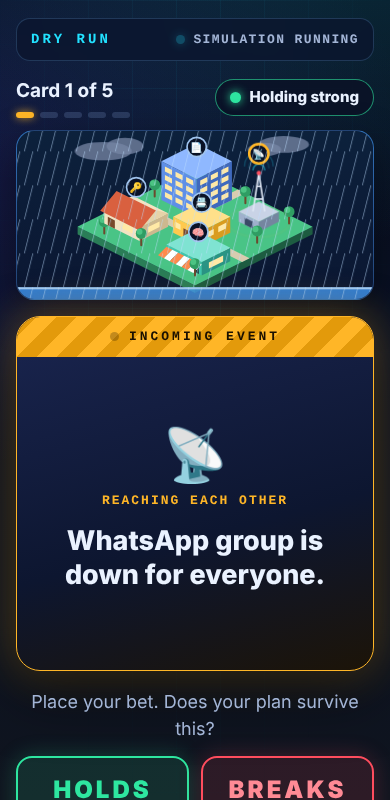 DRY RUN
SIMULATION RUNNING
Card 1 of 5
Holding strong
INCOMING EVENT
REACHING EACH OTHER
WhatsApp group is
down for everyone.
Place your bet. Does your plan survive
this?
HOLDS
BREAKS